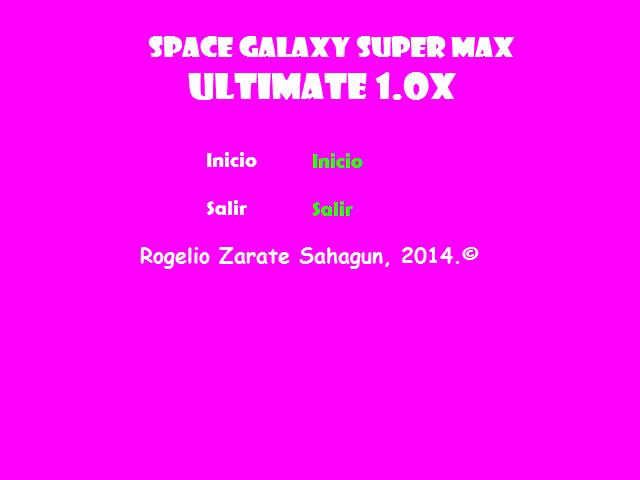 SPACE GALAXY SUPER MAX
ULTIMATE 1.0X
Inicio Inicio
Salir Salir
Rogelio Zarate Sahagun, 2014.©